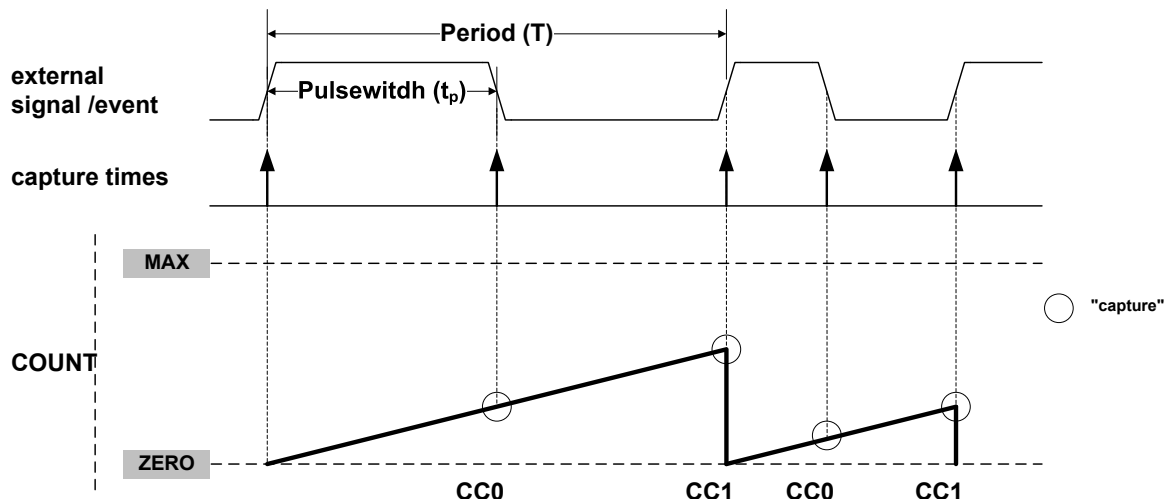 Period (T)
external
signal /event
Pulsewitdh (tp)
capture times
MAX
"capture"
COUNT
ZERO
CC0 CC1 CC0 CC1